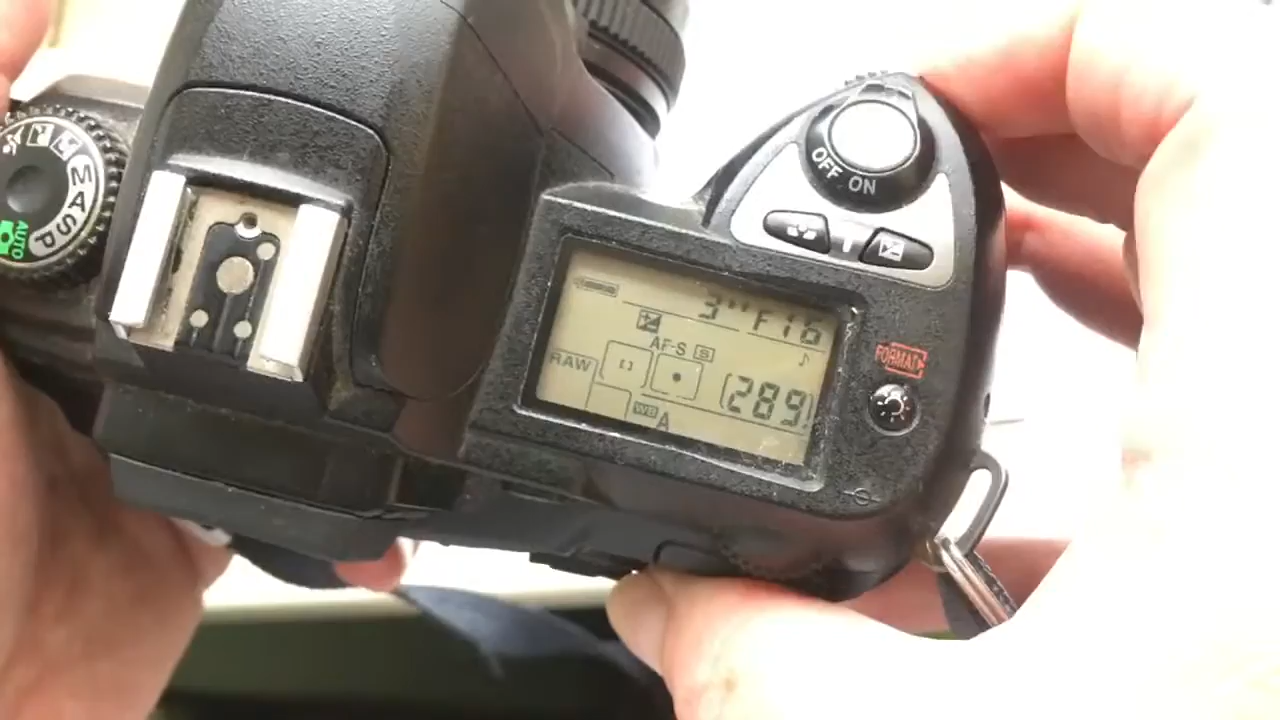 M
A
S
P
AUTO
OFF ON
3" F16
AF-S S
RAW
[289]
WB A
FORMAT